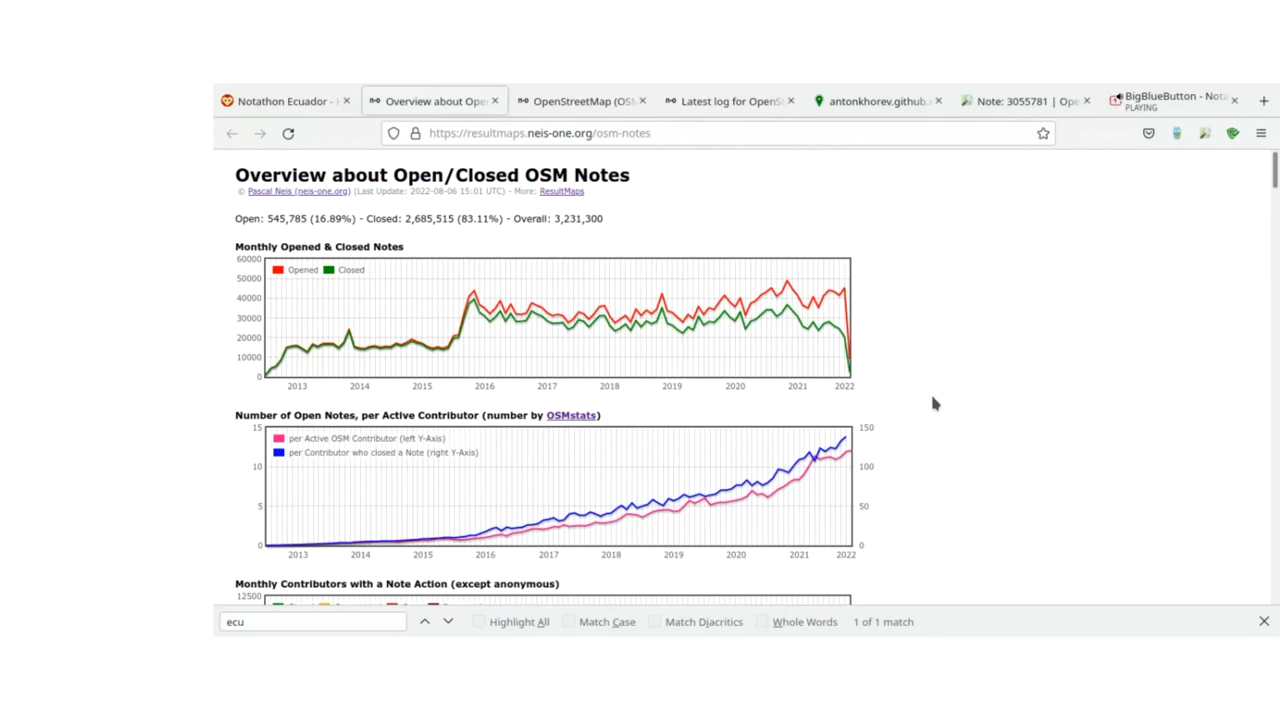 Notathon Ecuador -
Overview about Ope
OpenStreetMap (OS
Latest log for OpenS
antonkhorev.github.
Note: 3055781 | Ope
BigBlueButton - Nota
PLAYING
https://resultmaps.neis-one.org/osm-notes
Overview about Open/Closed OSM Notes
© Pascal Neis (neis-one.org) (Last Update: 2022-08-06 15:01 UTC) - More: ResultMaps
Open: 545,785 (16.89%) - Closed: 2,685,515 (83.11%) - Overall: 3,231,300
Monthly Opened & Closed Notes
60000
Opened Closed
50000
40000
30000
20000
10000
0
2013 2014 2015 2016 2017 2018 2019 2020 2021 2022
Number of Open Notes, per Active Contributor (number by OSMstats)
15 150
per Active OSM Contributor (left Y-Axis)
per Contributor who closed a Note (right Y-Axis)
10 100
5 50
0 0
2013 2014 2015 2016 2017 2018 2019 2020 2021 2022
Monthly Contributors with a Note Action (except anonymous)
12500
ecu Highlight All Match Case Match Diacritics Whole Words 1 of 1 match